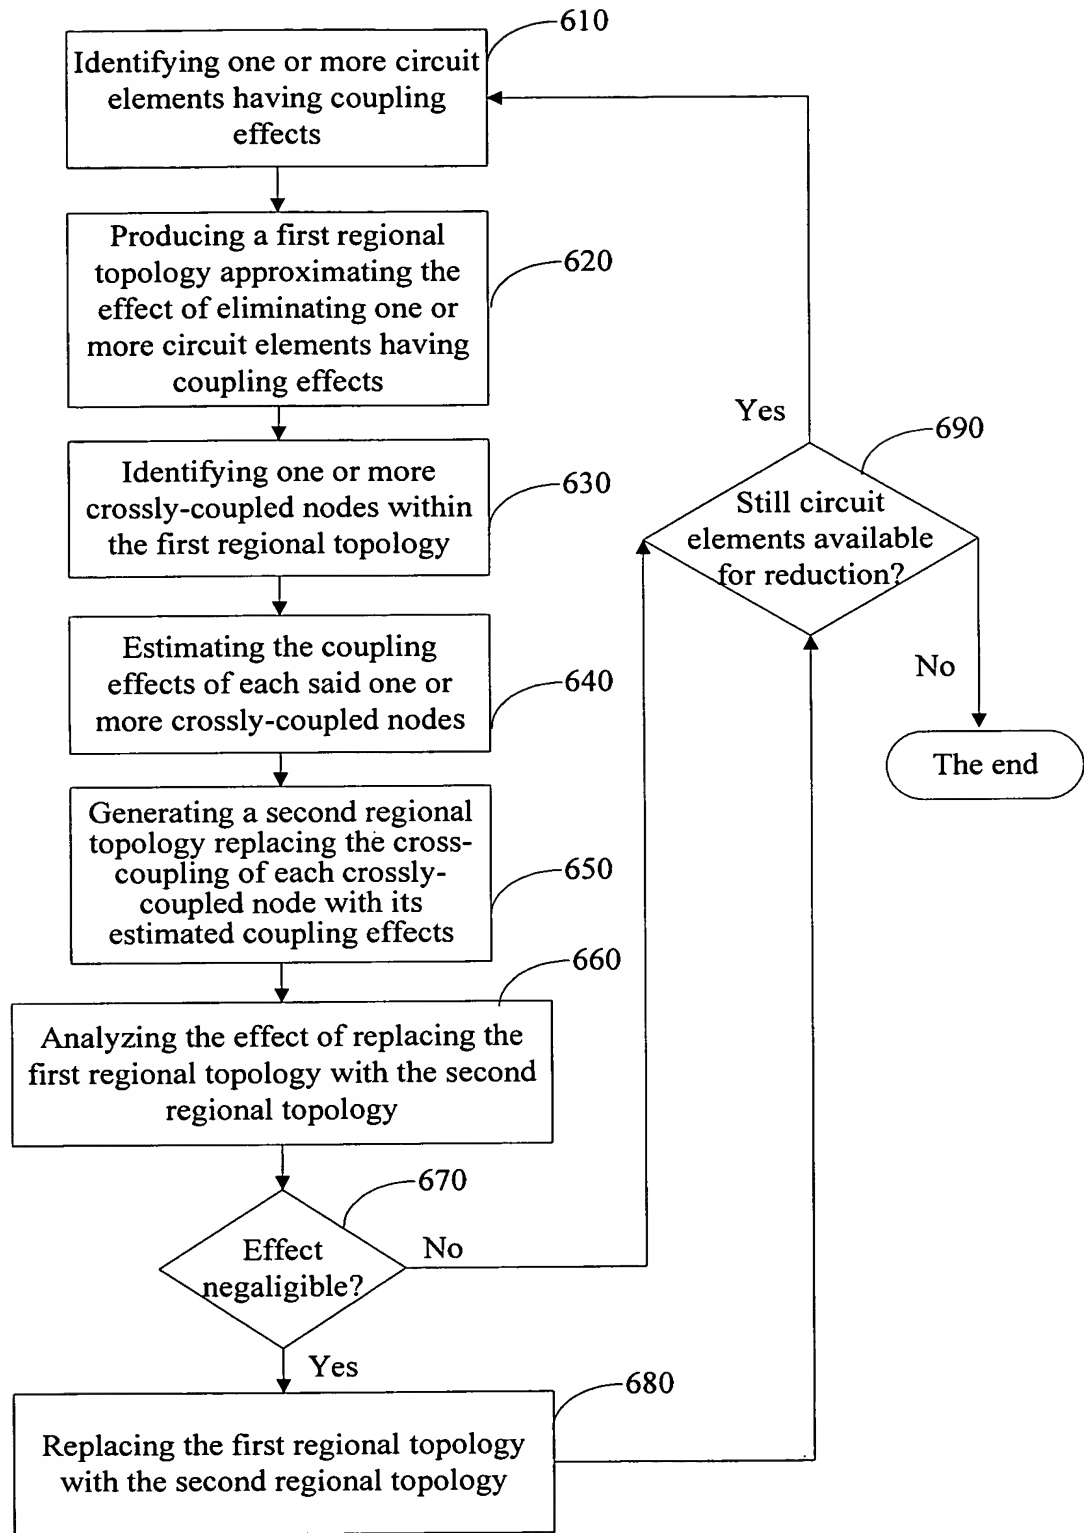 610
Identifying one or more circuit
elements having coupling
effects
Producing a first regional
topology approximating the
effect of eliminating one or
more circuit elements having
coupling effects
620
Identifying one or more
crossly-coupled nodes within
the first regional topology
630
Estimating the coupling
effects of each said one or
more crossly-coupled nodes
640
Generating a second regional
topology replacing the cross-
coupling of each crossly-
coupled node with its
estimated coupling effects
650
660
Analyzing the effect of replacing the
first regional topology with the second
regional topology
670
Effect
negaligible?
No
Yes
680
Replacing the first regional topology
with the second regional topology
Yes
690
Still circuit
elements available
for reduction?
No
The end